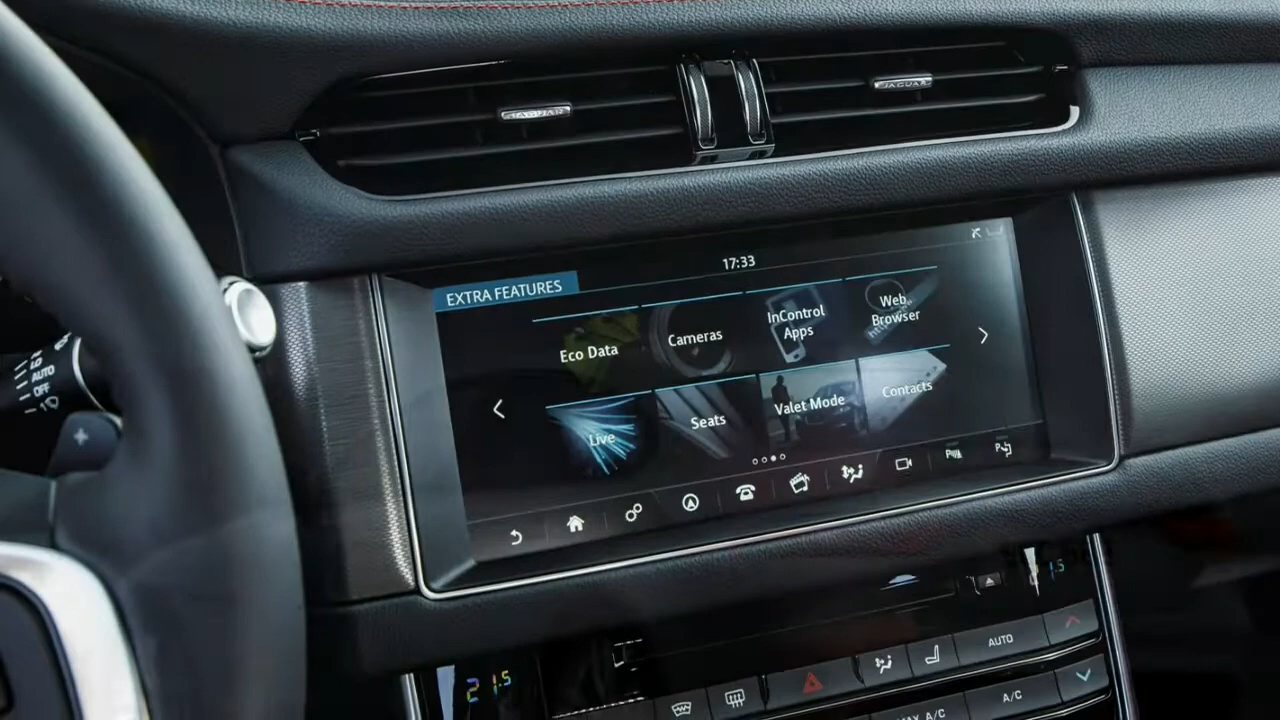 JAGUAR
JAGUAR
17:33
EXTRA FEATURES
Eco Data
Cameras
InControl
Apps
Web
Browser
Live
Seats
Valet Mode
Contacts
AUTO
OFF
21.5
AUTO
A/C
MAX A/C